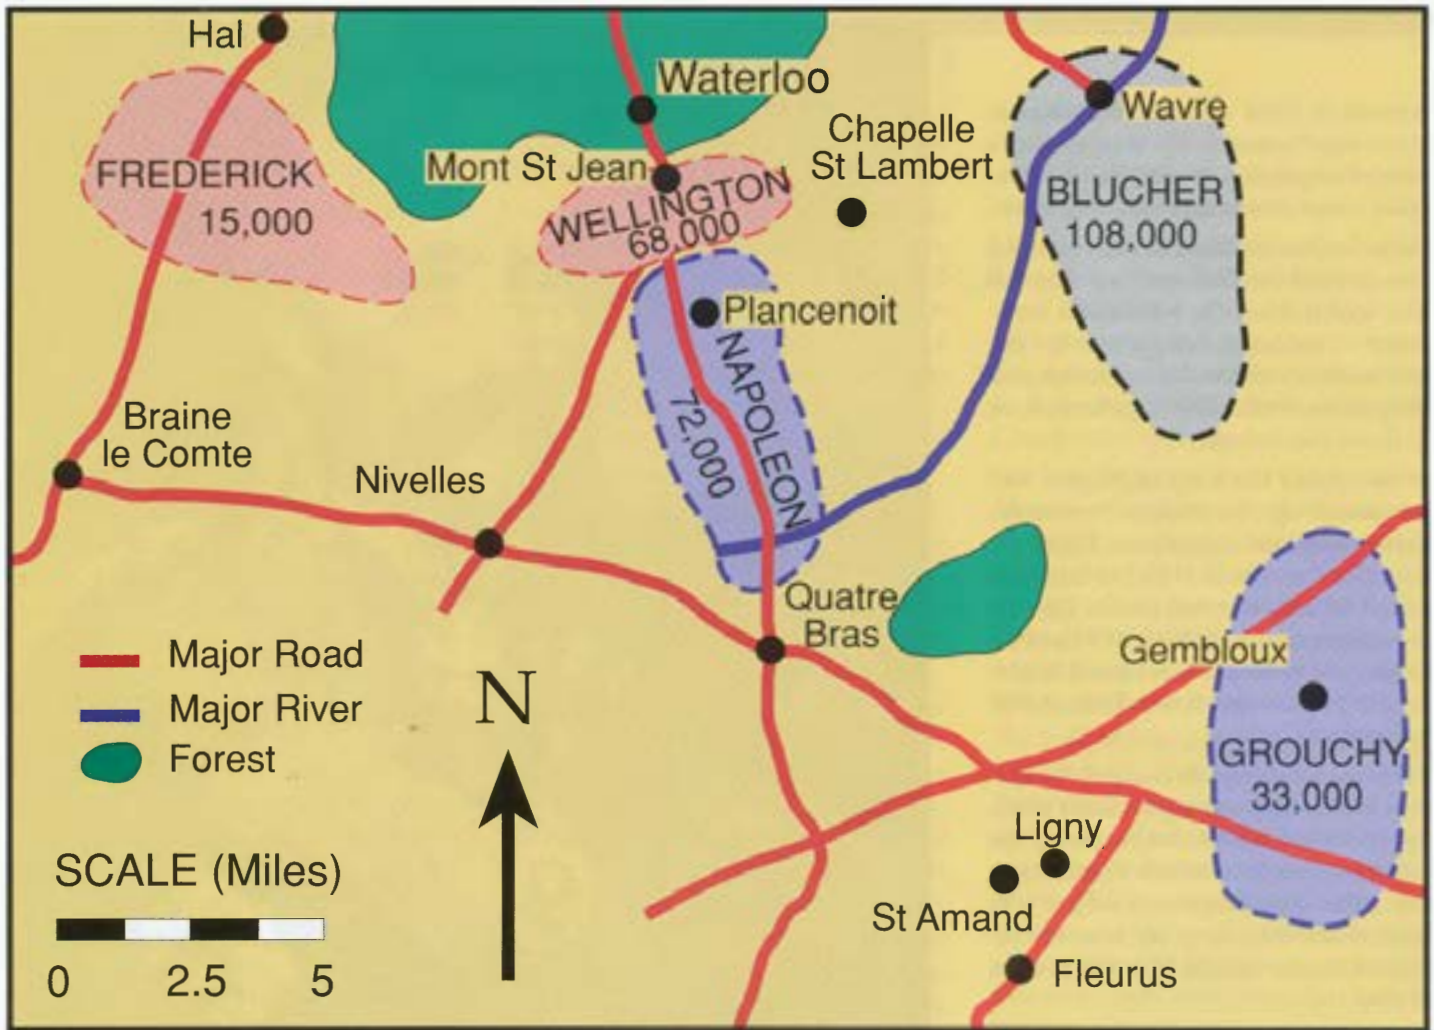 Hal
Waterloo
Wavre
Chapelle
St Lambert
Mont St Jean
FREDERICK
15,000
WELLINGTON
68,000
BLUCHER
108,000
Plancenoit
NAPOLEON
72,000
Braine
le Comte
Nivelles
Quatre
Bras
Gembloux
GROUCHY
33,000
Major Road
Major River
Forest
N
Ligny
St Amand
Fleurus
SCALE (Miles)
0 2.5 5